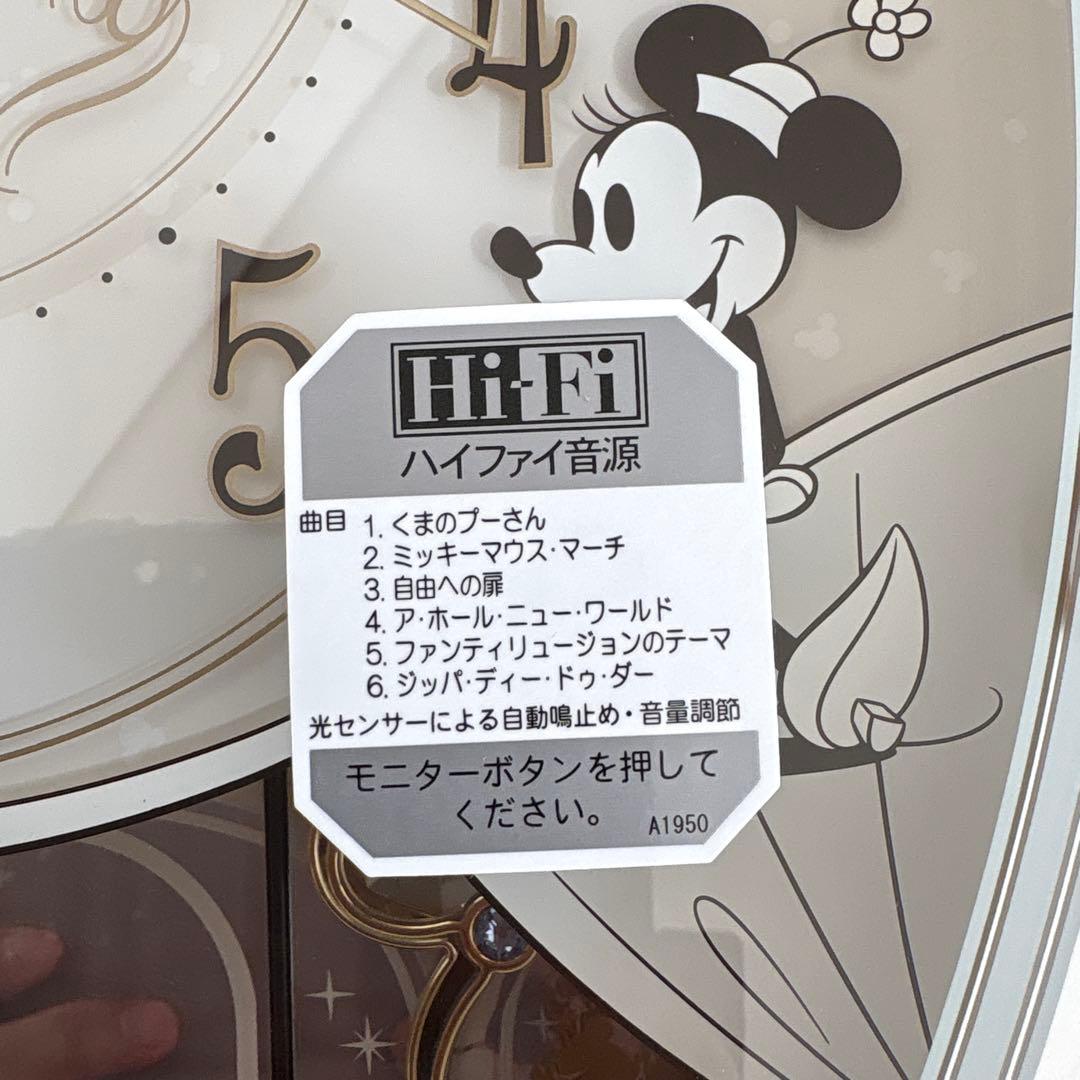 4
5
Hi-Fi
ハイファイ音源
曲目 1. くまのプーさん
2. ミッキーマウス・マーチ
3. 自由への扉
4. ア・ホール・ニュー・ワールド
5. ファンティリュージョンのテーマ
6. ジッパ・ディー・ドゥ・ダー
光センサーによる自動鳴止め・音量調節
モニターボタンを押して
ください。 A1950